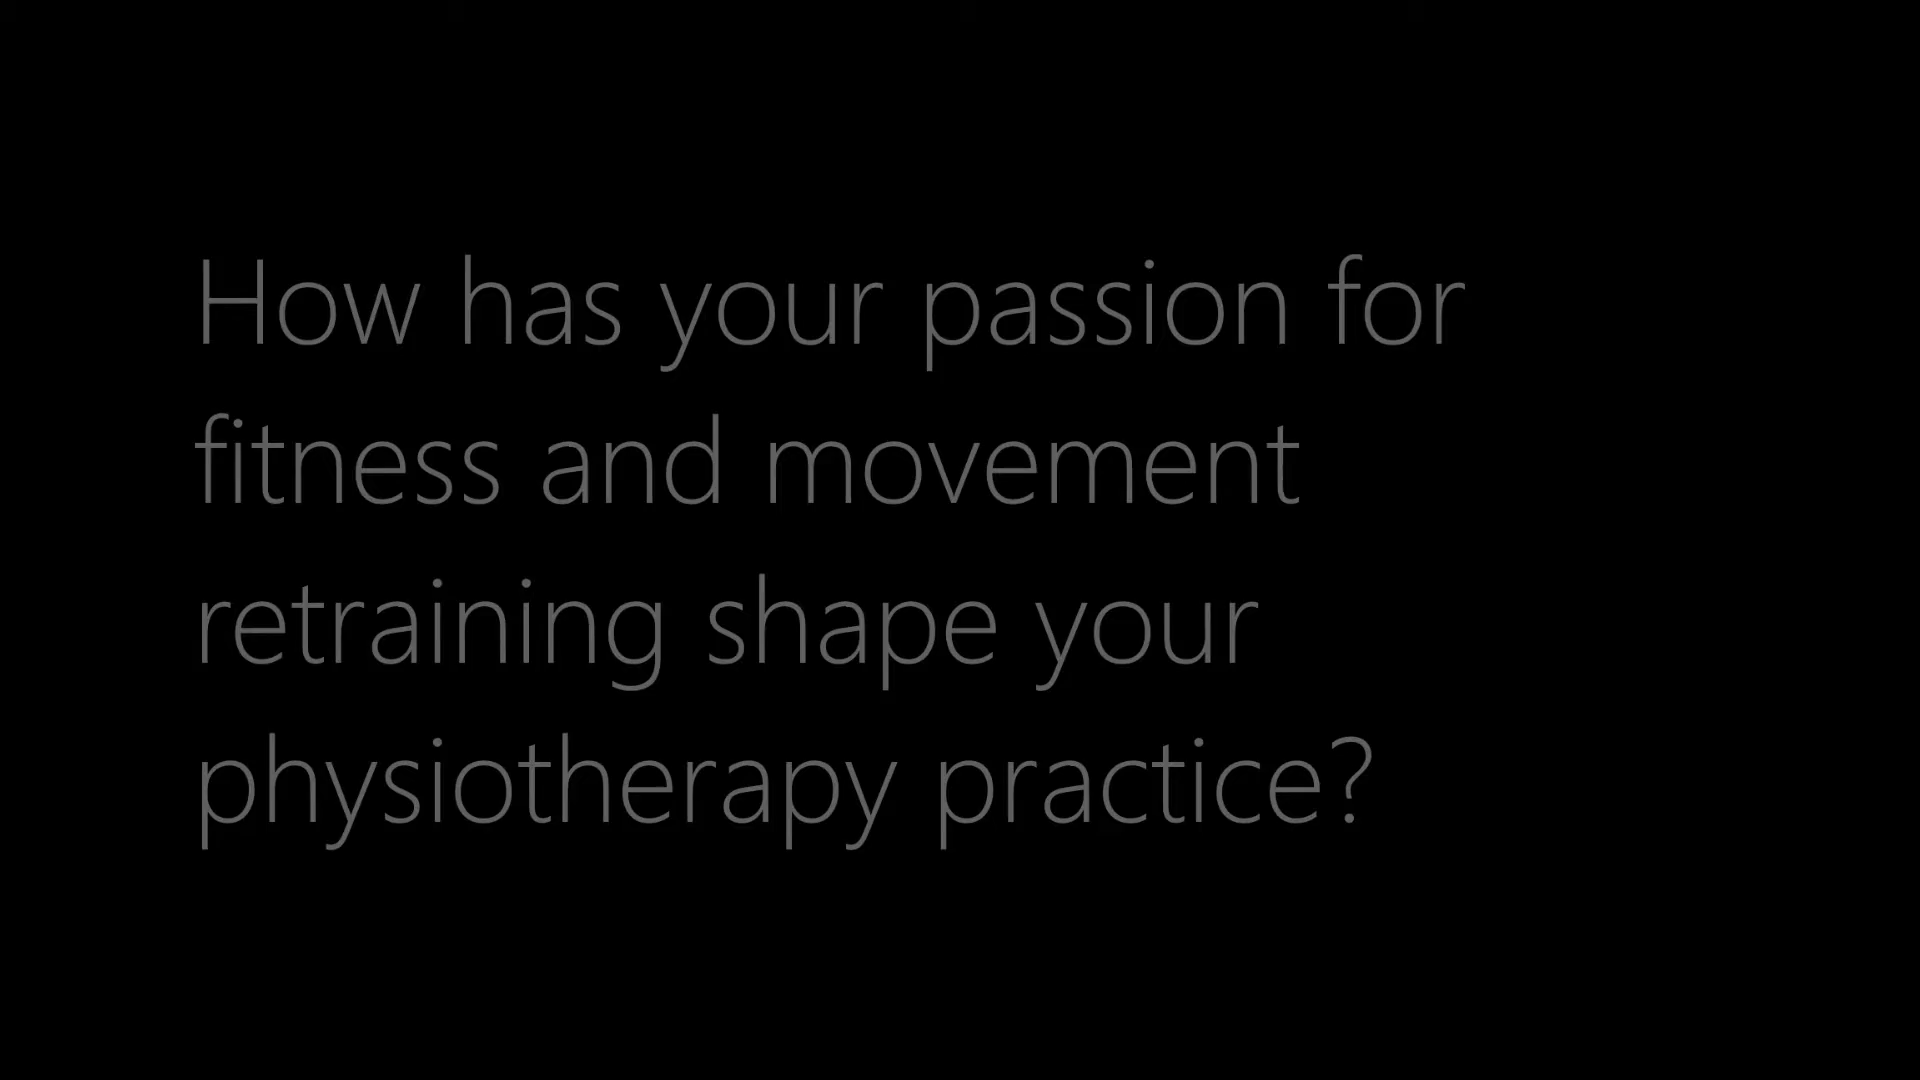 How has your passion for
fitness and movement
retraining shape your
physiotherapy practice?